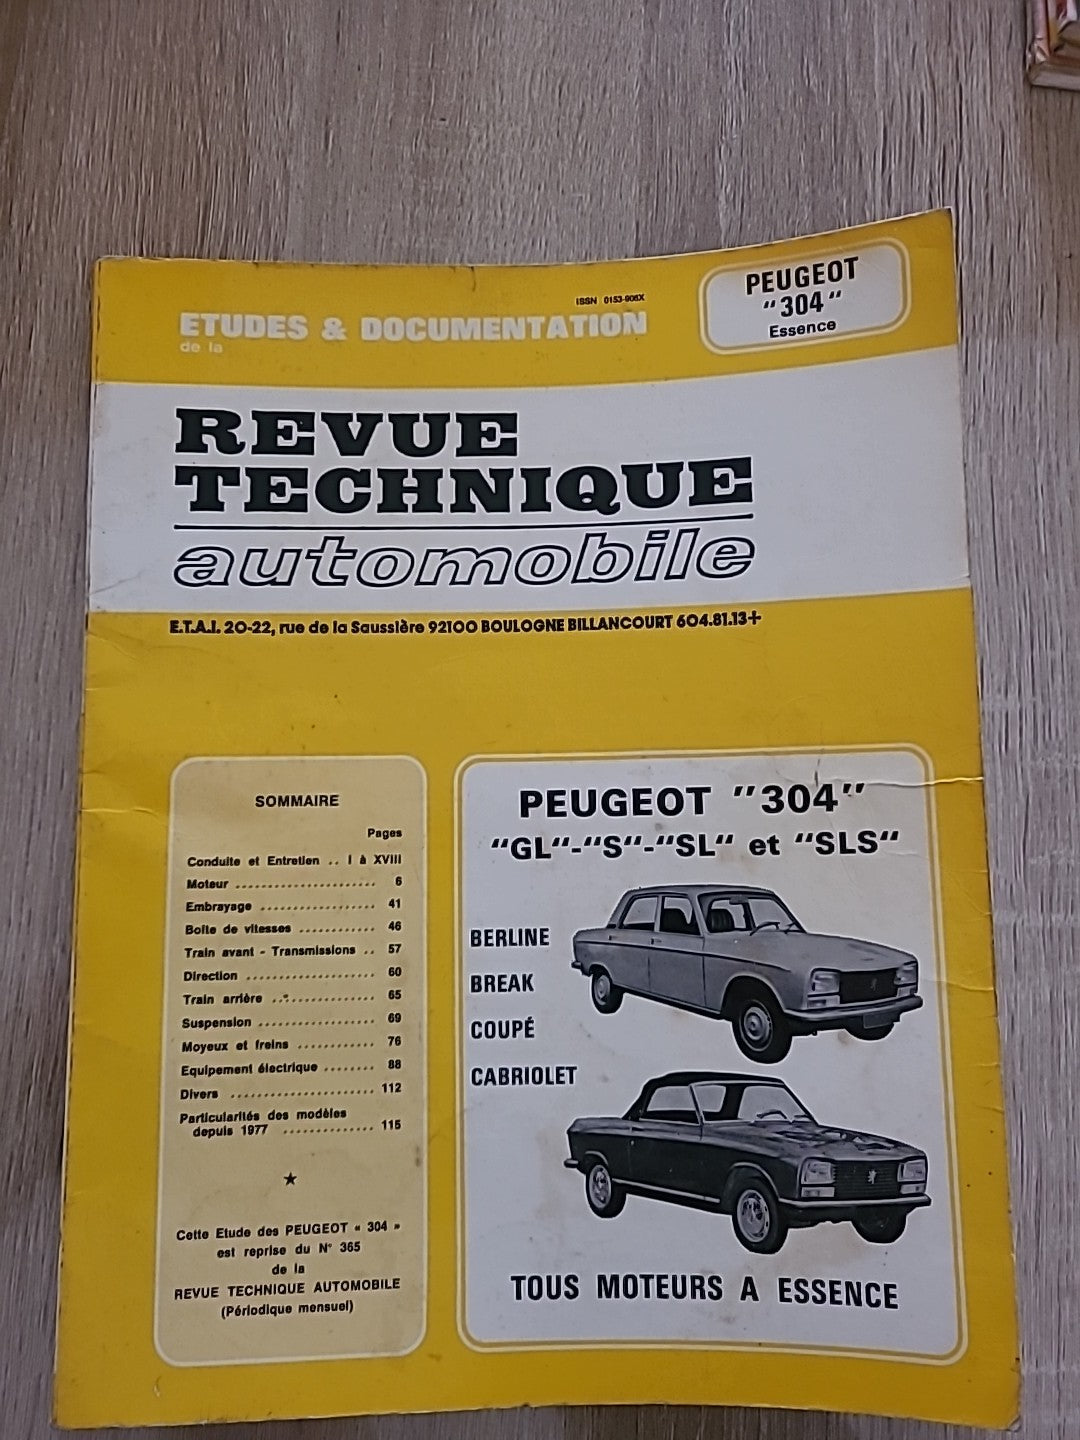 ISSN 0153-906X
ETUDES & DOCUMENTATION
de la
PEUGEOT
"304"
Essence
REVUE
TECHNIQUE
automobile
E.T.A.I. 20-22, rue de la Saussière 92100 BOULOGNE BILLANCOURT 604.81.13+
SOMMAIRE
Pages
Conduite et Entretien .. I à XVIII
Moteur ...................... 6
Embrayage .................. 41
Boîte de vitesses ............ 46
Train avant - Transmissions .. 57
Direction .................... 60
Train arrière ................ 65
Suspension .................. 69
Moyeux et freins ............ 76
Equipement électrique ........ 88
Divers ...................... 112
Particularités des modèles
depuis 1977 .............. 115
★
Cette Etude des PEUGEOT « 304 »
est reprise du N° 365
de la
REVUE TECHNIQUE AUTOMOBILE
(Périodique mensuel)
PEUGEOT "304"
"GL"-"S"-"SL" et "SLS"
BERLINE
BREAK
COUPÉ
CABRIOLET
TOUS MOTEURS A ESSENCE